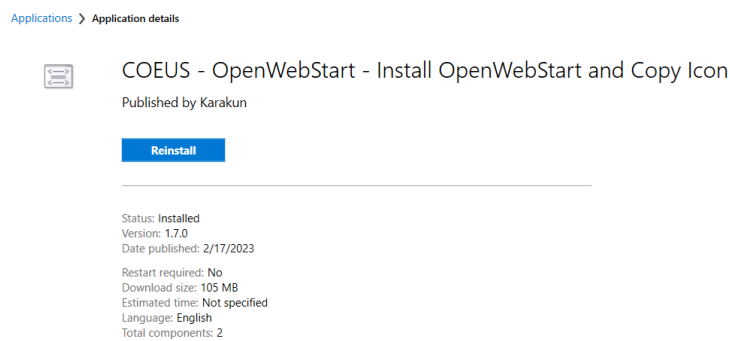 Applications ❯ Application details
COEUS - OpenWebStart - Install OpenWebStart and Copy Icon
Published by Karakun
Reinstall
Status: Installed
Version: 1.7.0
Date published: 2/17/2023
Restart required: No
Download size: 105 MB
Estimated time: Not specified
Language: English
Total components: 2